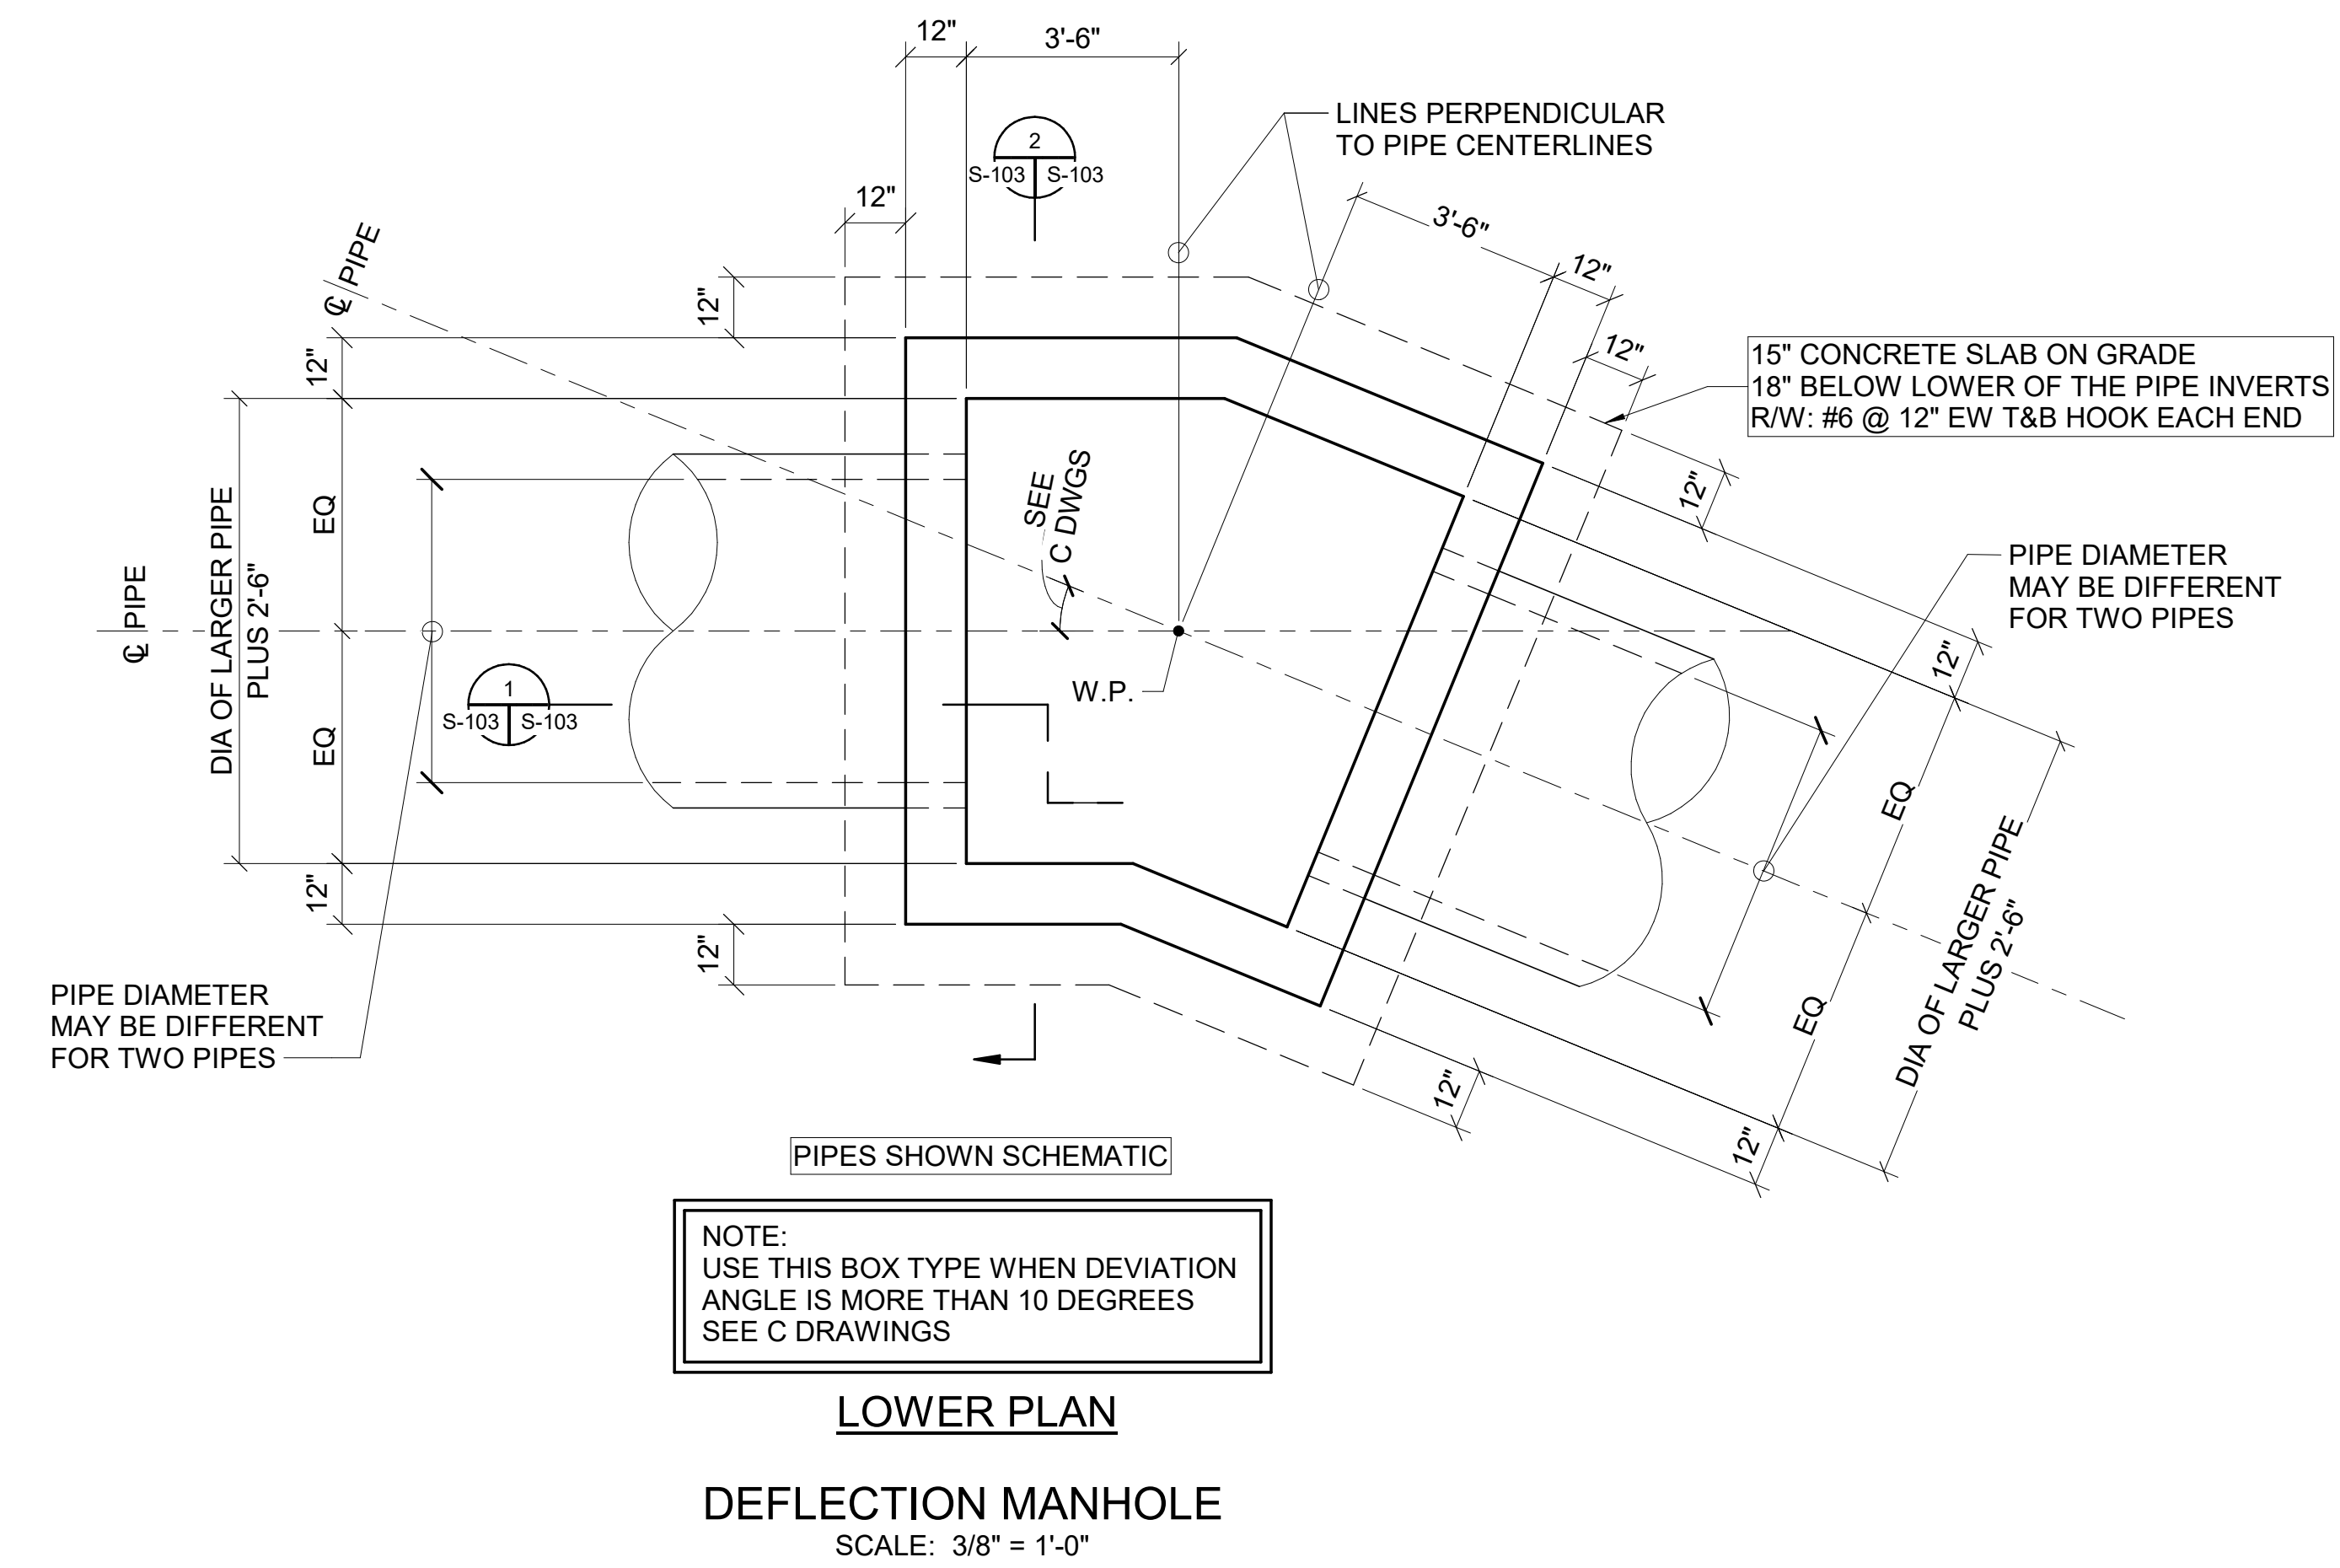 12"
3'-6"
LINES PERPENDICULAR
TO PIPE CENTERLINES
2
S-103 S-103
12"
3'-6"
12"
12"
℄ PIPE
12"
12"
15" CONCRETE SLAB ON GRADE
18" BELOW LOWER OF THE PIPE INVERTS
R/W: #6 @ 12" EW T&B HOOK EACH END
SEE
C DWGS
12"
EQ
DIA OF LARGER PIPE
PLUS 2'-6"
℄ PIPE
PIPE DIAMETER
MAY BE DIFFERENT
FOR TWO PIPES
12"
W.P.
1
S-103 S-103
EQ
EQ
DIA OF LARGER PIPE
PLUS 2'-6"
12"
12"
EQ
PIPE DIAMETER
MAY BE DIFFERENT
FOR TWO PIPES
12"
12"
PIPES SHOWN SCHEMATIC
NOTE:
USE THIS BOX TYPE WHEN DEVIATION
ANGLE IS MORE THAN 10 DEGREES
SEE C DRAWINGS
LOWER PLAN
DEFLECTION MANHOLE
SCALE: 3/8" = 1'-0"